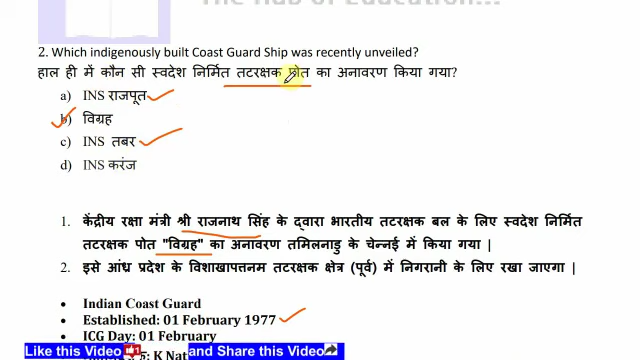 The Hub of Education...
2. Which indigenously built Coast Guard Ship was recently unveiled?
हाल ही में कौन सी स्वदेश निर्मित तटरक्षक पोत का अनावरण किया गया?
a) INS राजपूत
b) विग्रह
c) INS तबर
d) INS करंज
1. केंद्रीय रक्षा मंत्री श्री राजनाथ सिंह के द्वारा भारतीय तटरक्षक बल के लिए स्वदेश निर्मित
तटरक्षक पोत "विग्रह" का अनावरण तमिलनाडु के चेन्नई में किया गया |
2. इसे आंध्र प्रदेश के विशाखापत्तनम तटरक्षक क्षेत्र (पूर्व) में निगरानी के लिए रखा जाएगा |
• Indian Coast Guard
• Established: 01 February 1977
• ICG Day: 01 February
K Nat
Like this Video and Share this Video